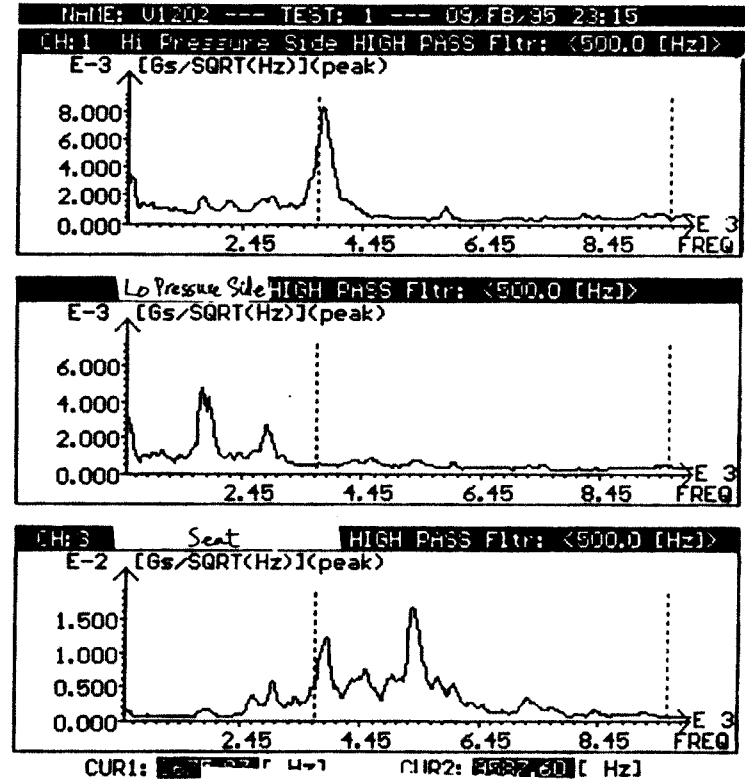 NAME: V1202 --- TEST: 1 --- 09/FB/95 23:15
CH:1 Hi Pressure Side HIGH PASS Fltr: <500.0 [Hz]>
E-3 [Gs/SQRT(Hz)](peak)
8.000
6.000
4.000
2.000
0.000
2.45 4.45 6.45 8.45
E 3
FREQ
Lo Pressure Side HIGH PASS Fltr: <500.0 [Hz]>
E-3 [Gs/SQRT(Hz)](peak)
6.000
4.000
2.000
0.000
2.45 4.45 6.45 8.45
E 3
FREQ
CH:3 Seat HIGH PASS Fltr: <500.0 [Hz]>
E-2 [Gs/SQRT(Hz)](peak)
1.500
1.000
0.500
0.000
2.45 4.45 6.45 8.45
E 3
FREQ
CUR1: [ Hz] CUR2: [ Hz]